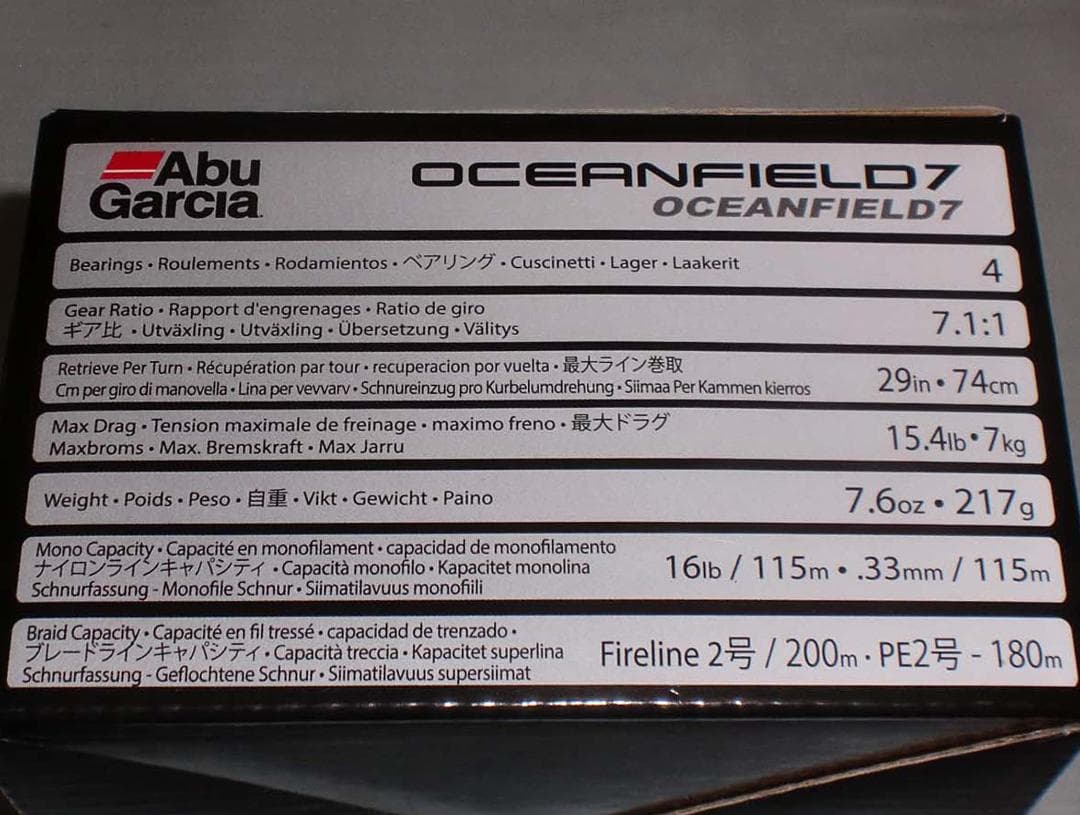 Abu
Garcia
OCEANFIELD7
OCEANFIELD7
Bearings • Roulements • Rodamientos • ベアリング • Cuscinetti • Lager • Laakerit
4
Gear Ratio • Rapport d'engrenages • Ratio de giro
ギア比 • Utväxling • Utväxling • Übersetzung • Välitys
7.1:1
Retrieve Per Turn • Récupération par tour • recuperacion por vuelta • 最大ライン巻取
Cm per giro di manovella • Lina per vevvarv • Schnureinzug pro Kurbelumdrehung • Siimaa Per Kammen kierros
29in • 74cm
Max Drag • Tension maximale de freinage • maximo freno • 最大ドラグ
Maxbroms • Max. Bremskraft • Max Jarru
15.4lb • 7kg
Weight • Poids • Peso • 自重 • Vikt • Gewicht • Paino
7.6oz • 217g
Mono Capacity • Capacité en monofilament • capacidad de monofilamento
ナイロンラインキャパシティ • Capacità monofilo • Kapacitet monolina
Schnurfassung - Monofile Schnur • Siimatilavuus monofiili
16lb / 115m • .33mm / 115m
Braid Capacity • Capacité en fil tressé • capacidad de trenzado •
ブレードラインキャパシティ • Capacità treccia • Kapacitet superlina
Schnurfassung - Geflochtene Schnur • Siimatilavuus supersiimat
Fireline 2号 / 200m · PE2号 - 180m